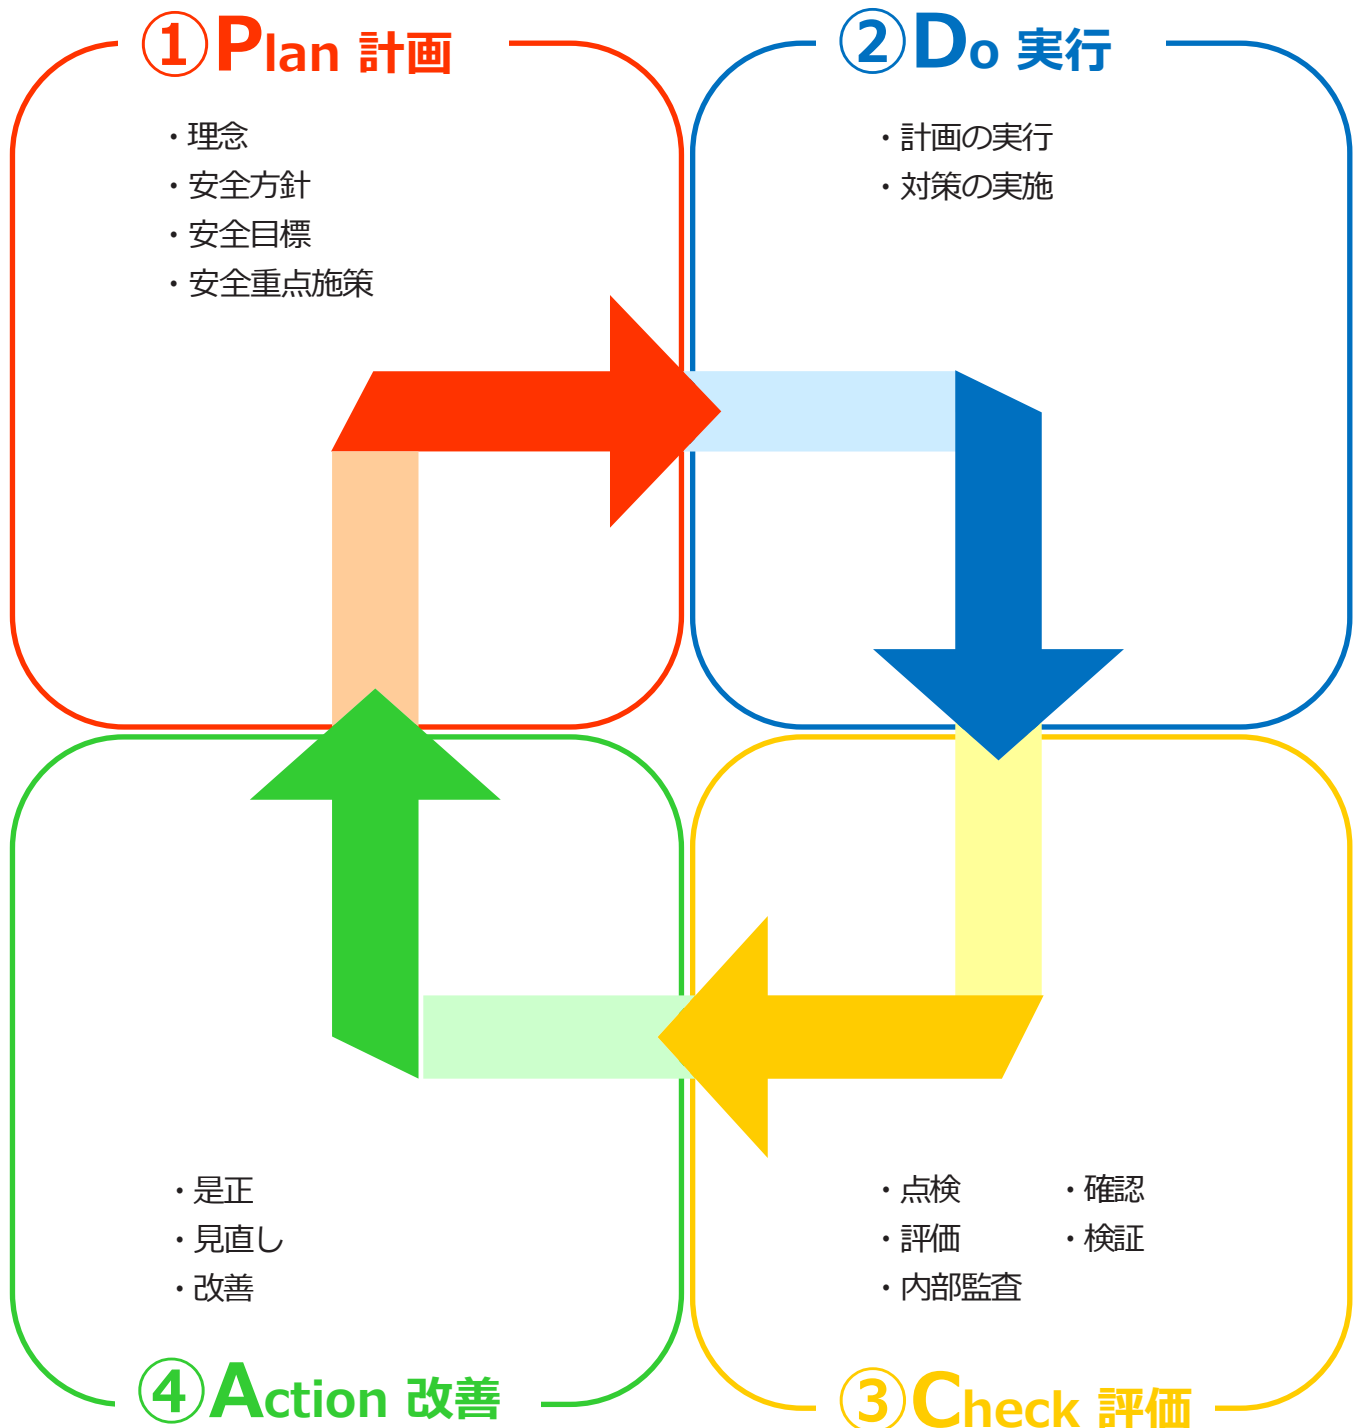 ①Plan 計画
・理念
・安全方針
・安全目標
・安全重点施策
②Do 実行
・計画の実行
・対策の実施
・点検 ・確認
・評価 ・検証
・内部監査
③Check 評価
・是正
・見直し
・改善
④Action 改善